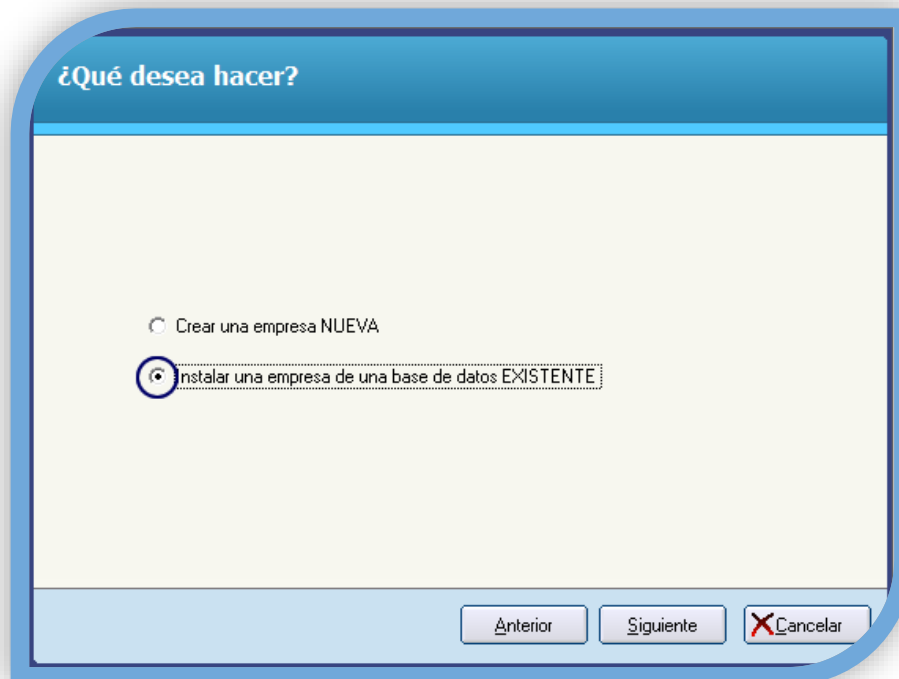 ¿Qué desea hacer?
Crear una empresa NUEVA
Instalar una empresa de una base de datos EXISTENTE
Anterior
Siguiente
Cancelar